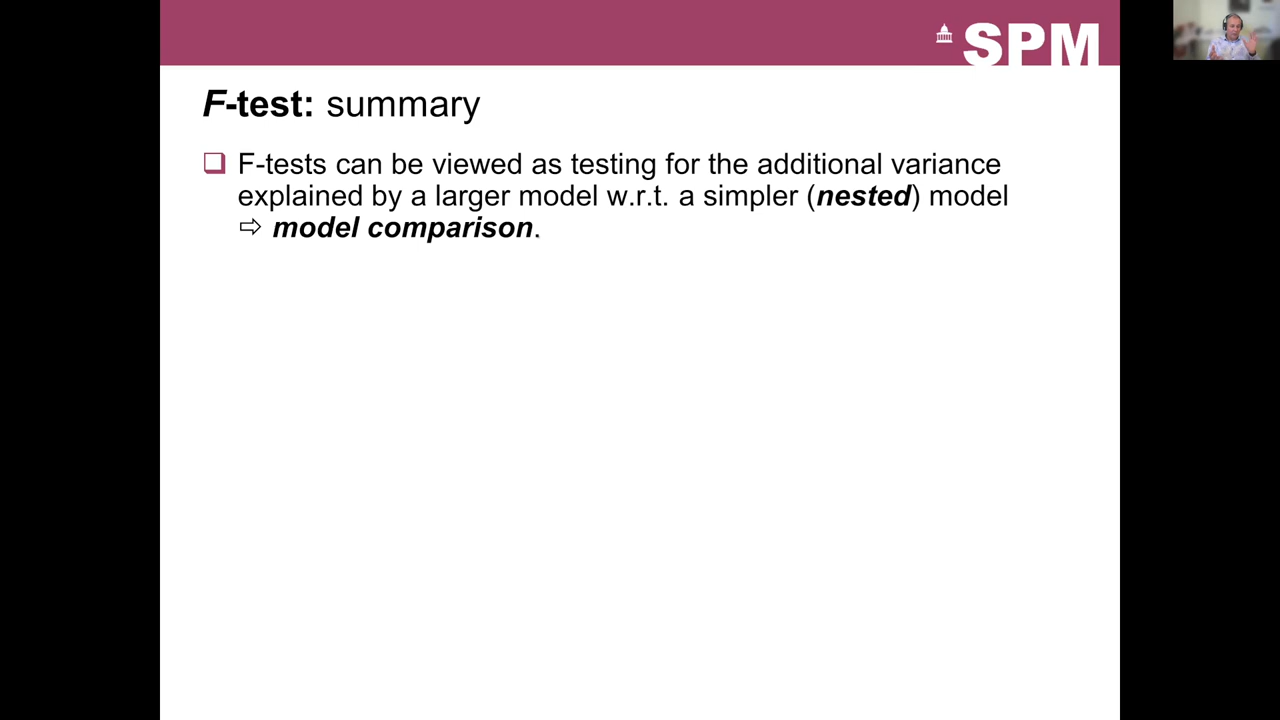 SPM
F-test: summary
F-tests can be viewed as testing for the additional variance
explained by a larger model w.r.t. a simpler (nested) model
⇨ model comparison.